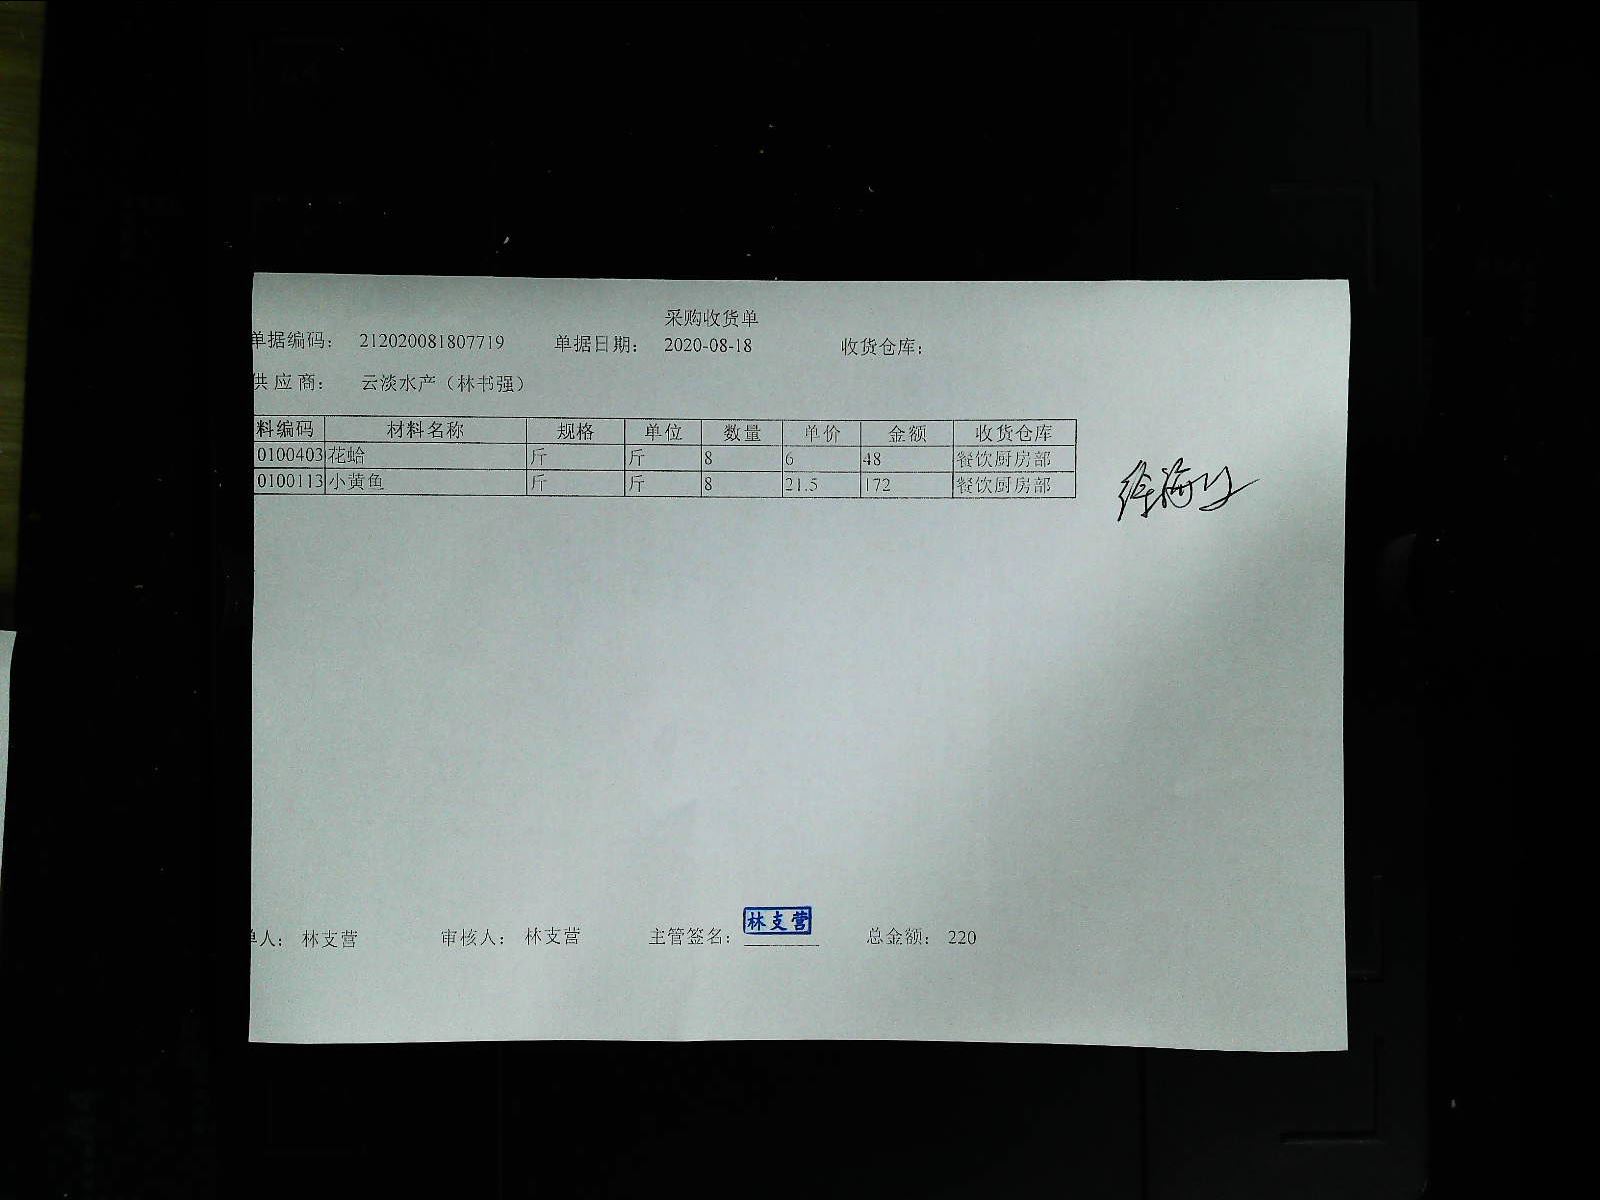 采购收货单
单据编码： 212020081807719 单据日期： 2020-08-18 收货仓库：
供应商： 云淡水产（林书强）
料编码 材料名称 规格 单位 数量 单价 金额 收货仓库
0100403 花蛤 斤 斤 8 6 48 餐饮厨房部
0100113 小黄鱼 斤 斤 8 21.5 172 餐饮厨房部
单人： 林支营 审核人： 林支营 主管签名： 林支营 总金额： 220